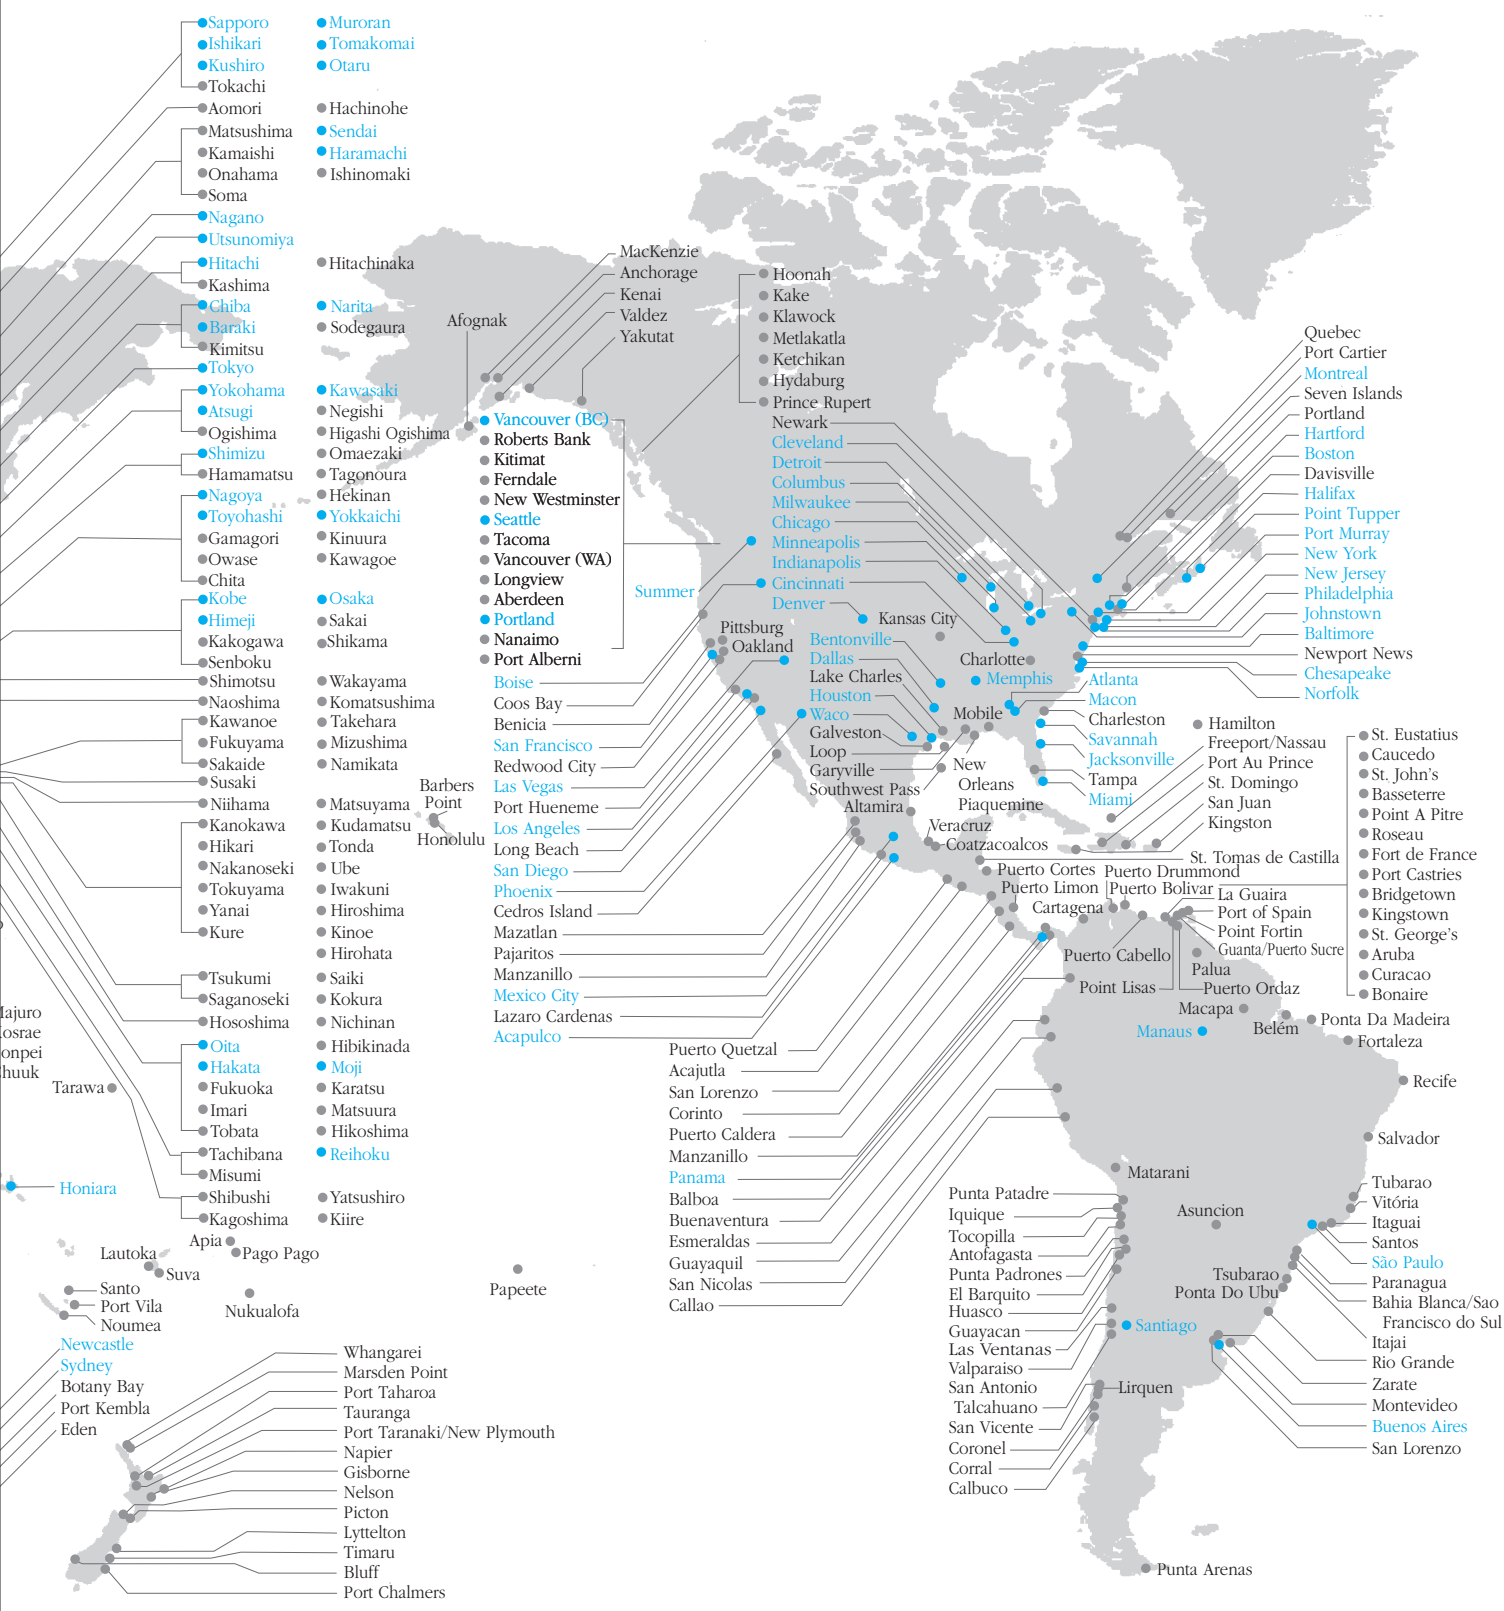 Sapporo
Muroran
Ishikari
Tomakomai
Kushiro
Otaru
Tokachi
Aomori
Hachinohe
Matsushima
Sendai
Kamaishi
Haramachi
Onahama
Ishinomaki
Soma
Nagano
Utsunomiya
Hitachi
Hitachinaka
Kashima
Chiba
Narita
Baraki
Sodegaura
Kimitsu
Tokyo
Yokohama
Kawasaki
Atsugi
Negishi
Ogishima
Higashi Ogishima
Shimizu
Omaezaki
Hamamatsu
Tagonoura
Nagoya
Hekinan
Toyohashi
Yokkaichi
Gamagori
Kinuura
Owase
Kawagoe
Chita
Kobe
Osaka
Himeji
Sakai
Kakogawa
Shikama
Senboku
Shimotsu
Wakayama
Naoshima
Komatsushima
Kawanoe
Takehara
Fukuyama
Mizushima
Sakaide
Namikata
Susaki
Niihama
Matsuyama
Kanokawa
Kudamatsu
Hikari
Tonda
Nakanoseki
Ube
Tokuyama
Iwakuni
Yanai
Hiroshima
Kure
Kinoe
Hirohata
Tsukumi
Saiki
Saganoseki
Kokura
Hososhima
Nichinan
Oita
Hibikinada
Hakata
Moji
Fukuoka
Karatsu
Imari
Matsuura
Tobata
Hikoshima
Tachibana
Reihoku
Misumi
Shibushi
Yatsushiro
Kagoshima
Kiire
ajuro
osrae
onpei
huuk
Tarawa
Honiara
Apia
Pago Pago
Lautoka
Suva
Santo
Port Vila
Noumea
Nukualofa
Papeete
Newcastle
Sydney
Botany Bay
Port Kembla
Eden
Whangarei
Marsden Point
Port Taharoa
Tauranga
Port Taranaki/New Plymouth
Napier
Gisborne
Nelson
Picton
Lyttelton
Timaru
Bluff
Port Chalmers
Barbers
Point
Honolulu
Afognak
MacKenzie
Anchorage
Kenai
Valdez
Yakutat
Hoonah
Kake
Klawock
Metlakatla
Ketchikan
Hydaburg
Prince Rupert
Vancouver (BC)
Roberts Bank
Kitimat
Ferndale
New Westminster
Seattle
Tacoma
Vancouver (WA)
Longview
Aberdeen
Portland
Nanaimo
Port Alberni
Newark
Cleveland
Detroit
Columbus
Milwaukee
Chicago
Minneapolis
Indianapolis
Cincinnati
Denver
Summer
Kansas City
Pittsburg
Oakland
Bentonville
Dallas
Lake Charles
Houston
Waco
Galveston
Loop
Garyville
Southwest Pass
Altamira
Charlotte
Memphis
Mobile
New
Orleans
Piaquemine
Veracruz
Coatzacoalcos
Boise
Coos Bay
Benicia
San Francisco
Redwood City
Las Vegas
Port Hueneme
Los Angeles
Long Beach
San Diego
Phoenix
Cedros Island
Mazatlan
Pajaritos
Manzanillo
Mexico City
Lazaro Cardenas
Acapulco
Quebec
Port Cartier
Montreal
Seven Islands
Portland
Hartford
Boston
Davisville
Halifax
Point Tupper
Port Murray
New York
New Jersey
Philadelphia
Johnstown
Baltimore
Newport News
Chesapeake
Norfolk
Atlanta
Macon
Charleston
Savannah
Jacksonville
Tampa
Miami
Hamilton
Freeport/Nassau
Port Au Prince
St. Domingo
San Juan
Kingston
St. Tomas de Castilla
Puerto Cortes
Puerto Drummond
Puerto Limon
Puerto Bolivar
Cartagena
La Guaira
Port of Spain
Point Fortin
Guanta/Puerto Sucre
Puerto Cabello
Palua
Point Lisas
Puerto Ordaz
St. Eustatius
Caucedo
St. John's
Basseterre
Point A Pitre
Roseau
Fort de France
Port Castries
Bridgetown
Kingstown
St. George's
Aruba
Curacao
Bonaire
Macapa
Manaus
Belém
Ponta Da Madeira
Fortaleza
Recife
Salvador
Puerto Quetzal
Acajutla
San Lorenzo
Corinto
Puerto Caldera
Manzanillo
Panama
Balboa
Buenaventura
Esmeraldas
Guayaquil
San Nicolas
Callao
Matarani
Punta Patadre
Iquique
Tocopilla
Antofagasta
Punta Padrones
El Barquito
Huasco
Guayacan
Las Ventanas
Valparaiso
San Antonio
Talcahuano
San Vicente
Coronel
Corral
Calbuco
Asuncion
Santiago
Lirquen
Tsubarao
Ponta Do Ubu
Tubarao
Vitória
Itaguai
Santos
São Paulo
Paranagua
Bahia Blanca/Sao
Francisco do Sul
Itajai
Rio Grande
Zarate
Montevideo
Buenos Aires
San Lorenzo
Punta Arenas